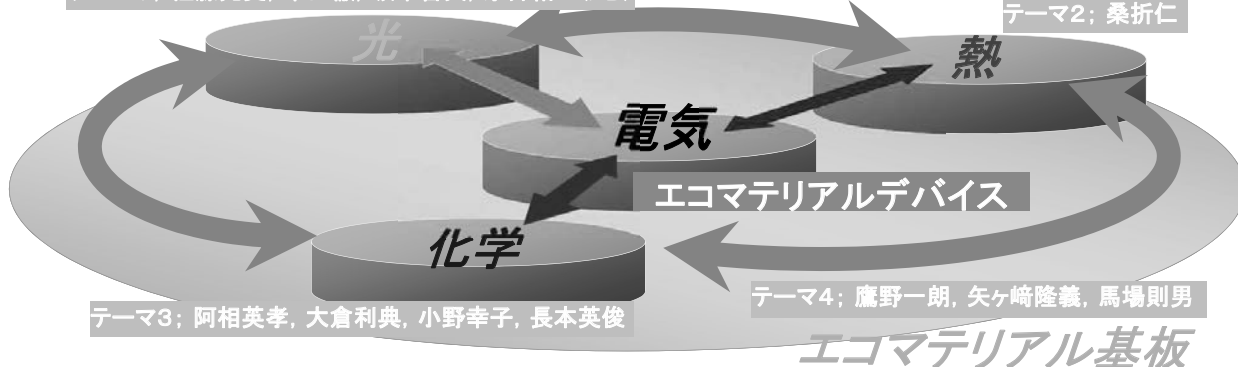 テーマ2; 桑折仁
光
熱
電気
エコマテリアルデバイス
化学
テーマ4; 鷹野一朗, 矢ヶ﨑隆義, 馬場則男
テーマ3; 阿相英孝, 大倉利典, 小野幸子, 長本英俊
エコマテリアル基板